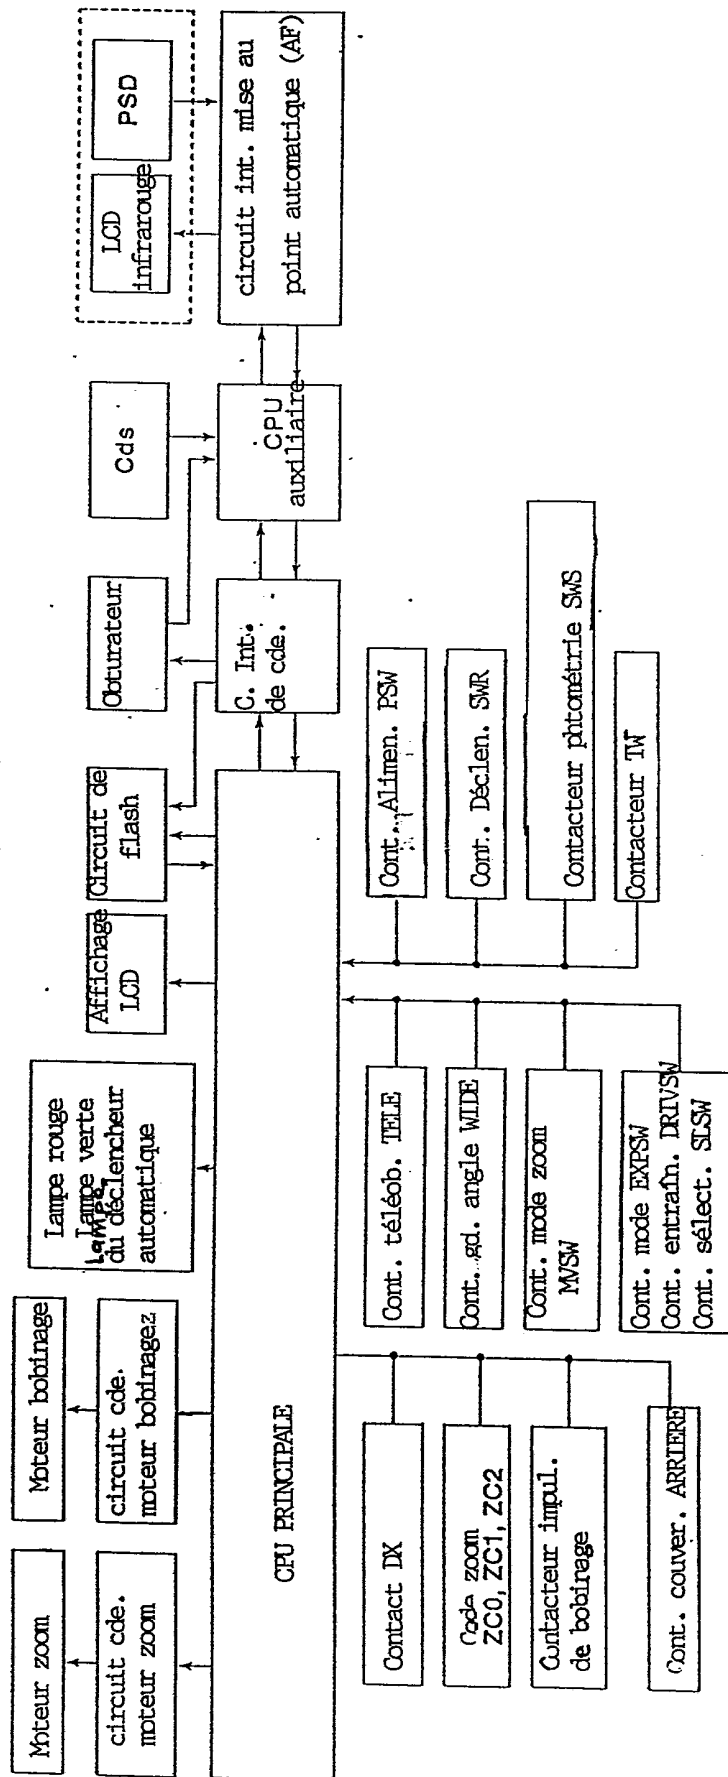 Moteur zoom
circuit cde.
moteur zoom
Moteur bobinage
circuit cde.
moteur bobinagez
Lampe rouge
Lampe verte
Lampe
du déclencheur
automatique
Affichage
LCD
Circuit de
flash
Obturateur
Cds
LCD
infrarouge
PSD
CPU PRINCIPALE
C. Int.
de cde.
CPU
auxiliaire
circuit int. mise au
point automatique (AF)
Contact DX
Code zoom
ZC0, ZC1, ZC2
Contacteur impul.
de bobinage
Cont. couver. ARRIERE
Cont. téléob. TELE
Cont. gd. angle WIDE
Cont. mode zoom
MVSW
Cont. mode EXPSW
Cont. entraîn. DRIVSW
Cont. sélect. SLSW
Cont. Alimen. PSW
Cont. Déclen. SWR
Contacteur phtométrie SWS
Contacteur TW